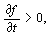 ∂f/∂t > 0,